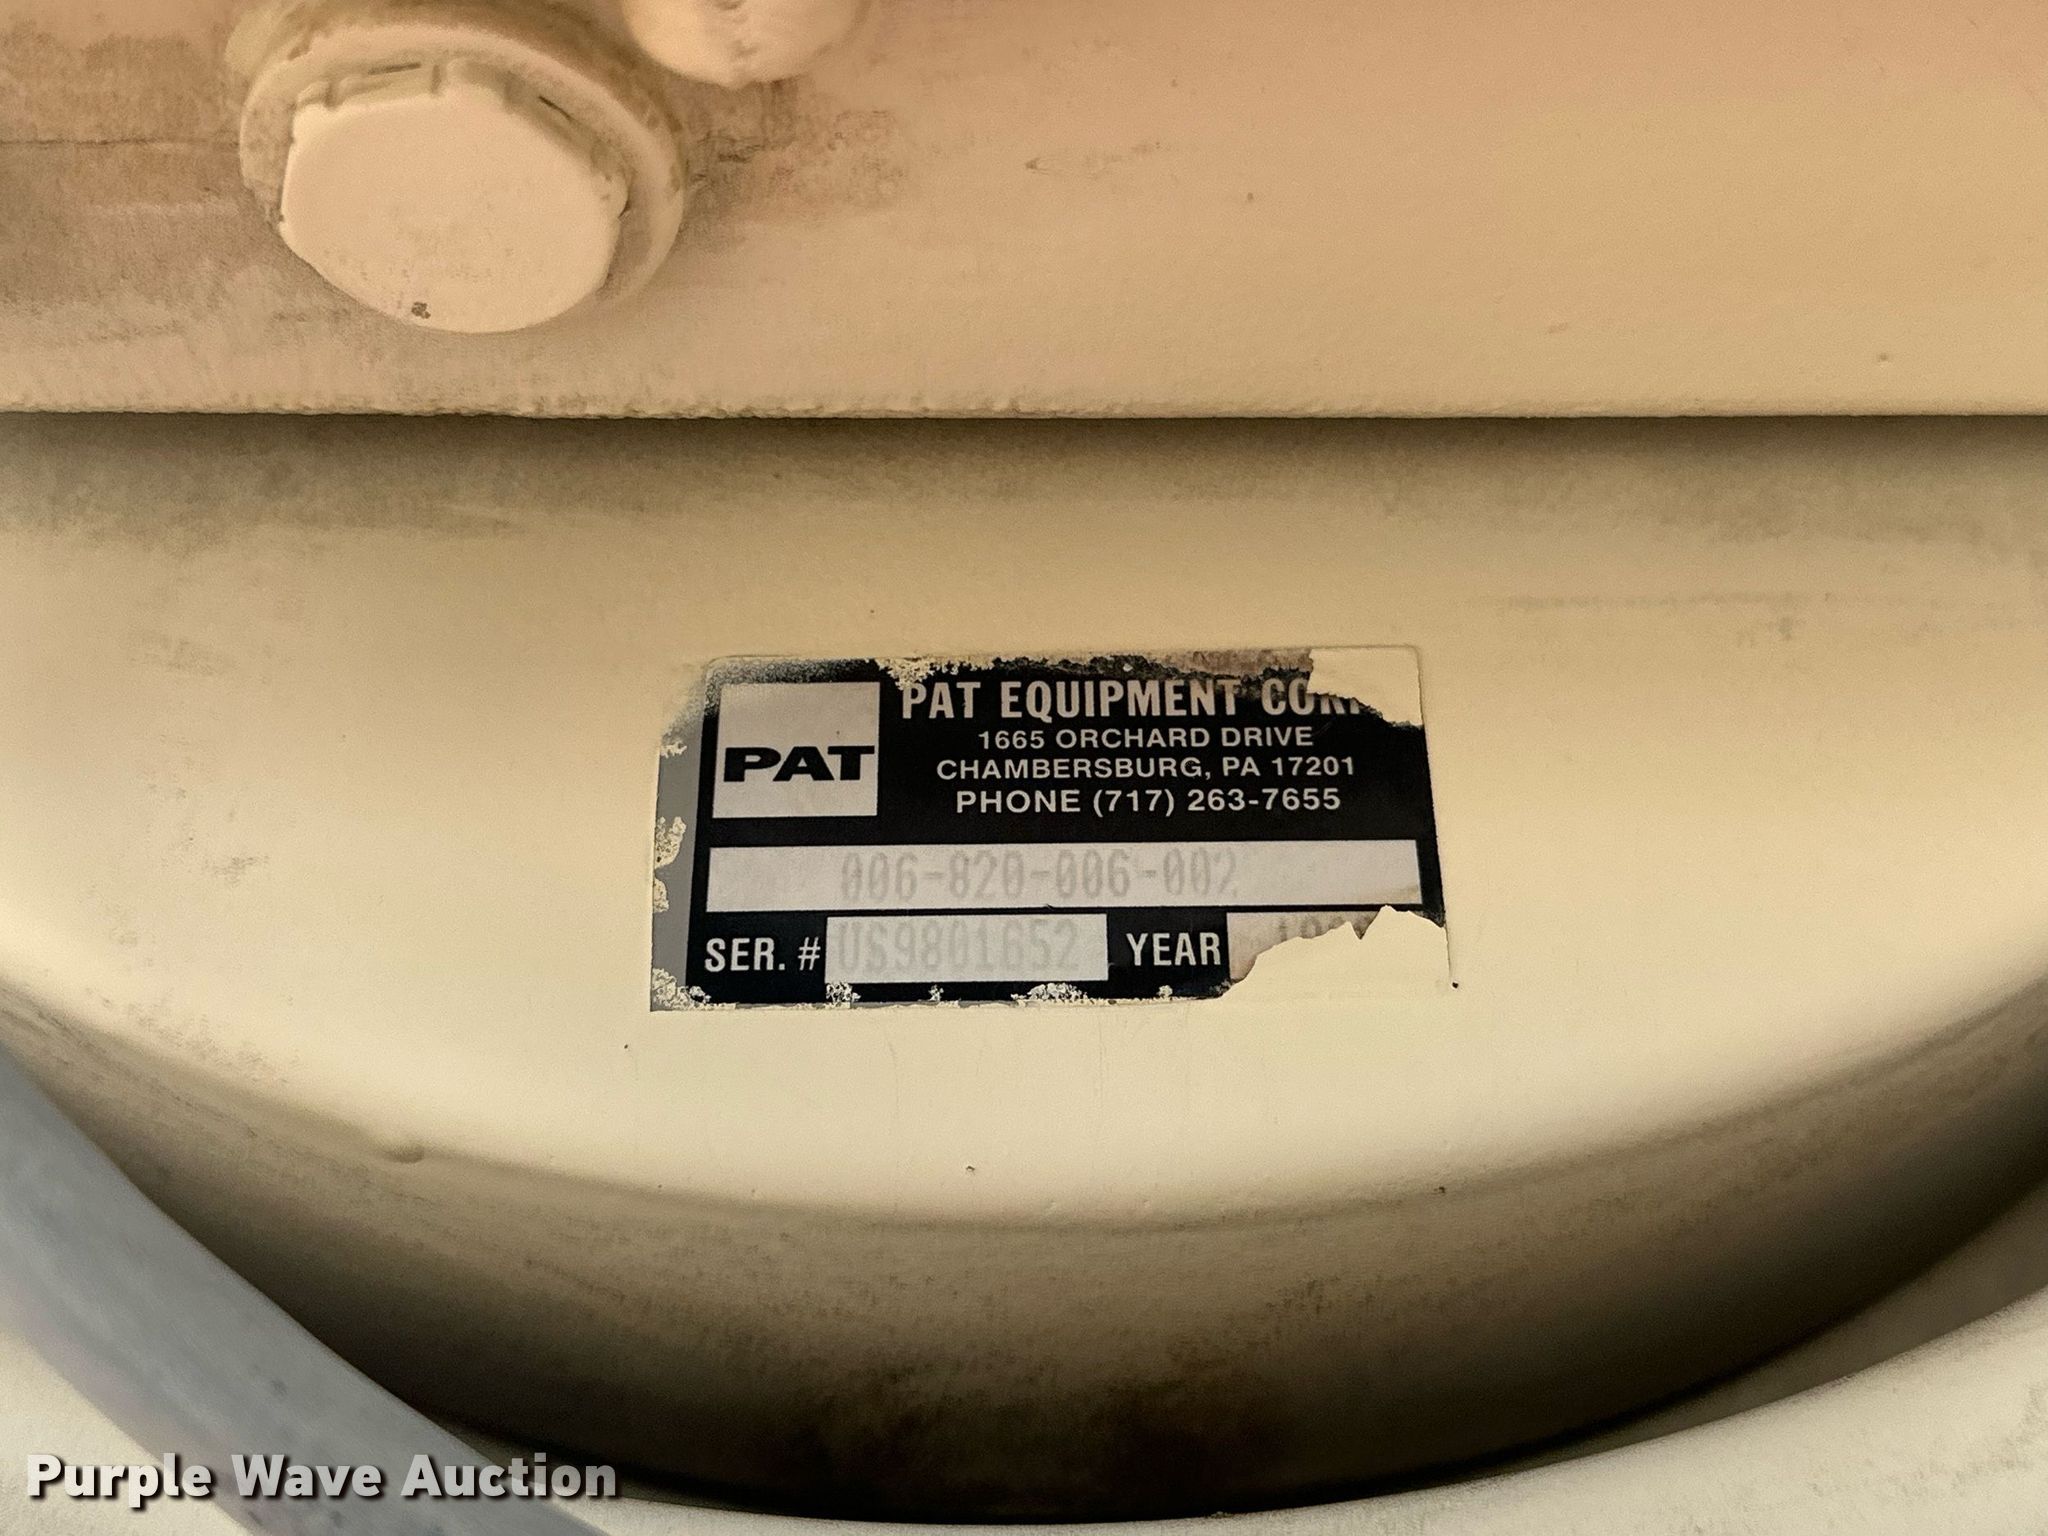 PAT
PAT EQUIPMENT
1665 ORCHARD DRIVE
CHAMBERSBURG, PA 17201
PHONE (717) 263-7655
006-820-006-002
SER. # US9801652 YEAR
Purple Wave Auction